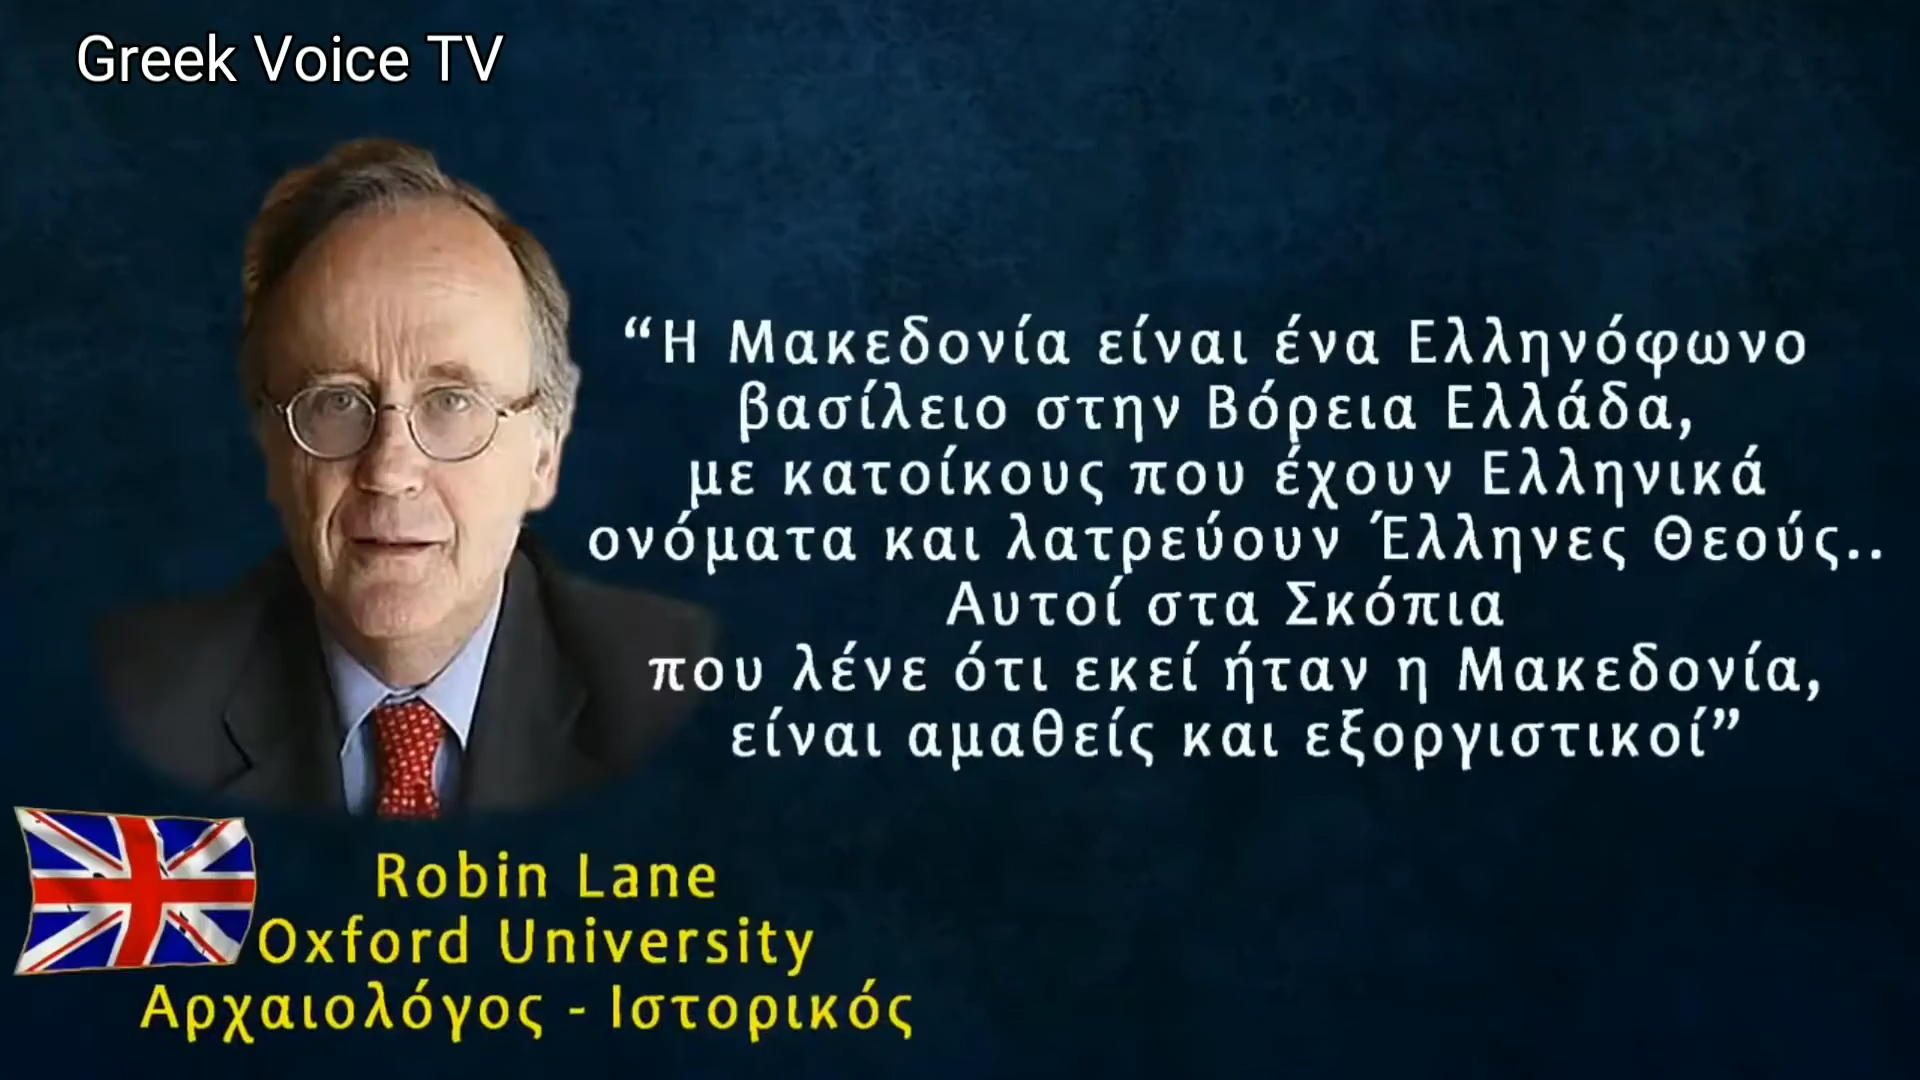 Greek Voice TV
“Η Μακεδονία είναι ένα Ελληνόφωνο
βασίλειο στην Βόρεια Ελλάδα,
με κατοίκους που έχουν Ελληνικά
ονόματα και λατρεύουν Έλληνες Θεούς..
Αυτοί στα Σκόπια
που λένε ότι εκεί ήταν η Μακεδονία,
είναι αμαθείς και εξοργιστικοί”
Robin Lane
Oxford University
Αρχαιολόγος - Ιστορικός